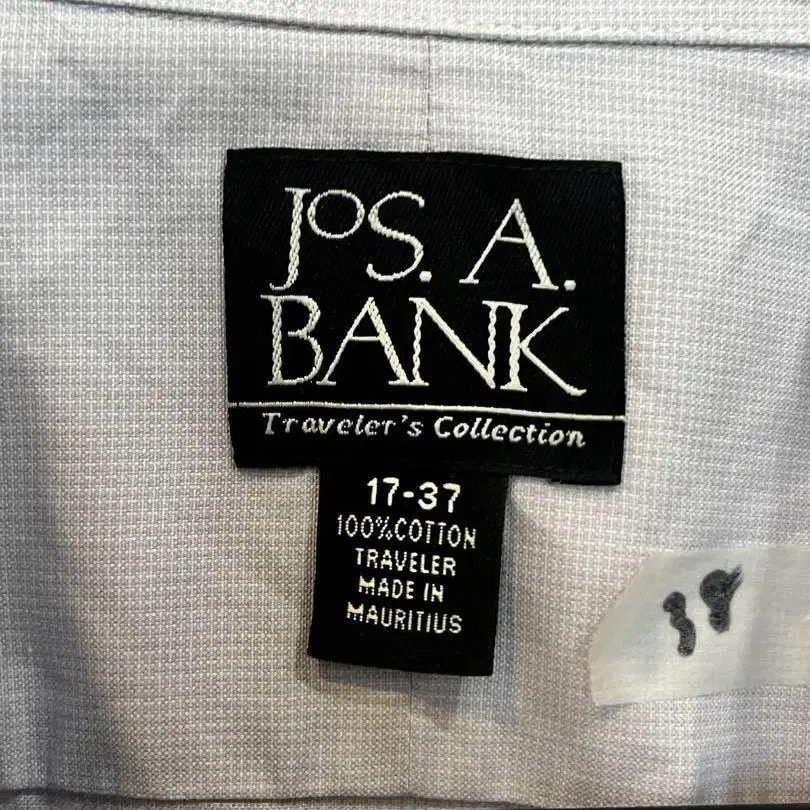 JOS. A.
BANK
Traveler's Collection
17-37
100%COTTON
TRAVELER
MADE IN
MAURITIUS